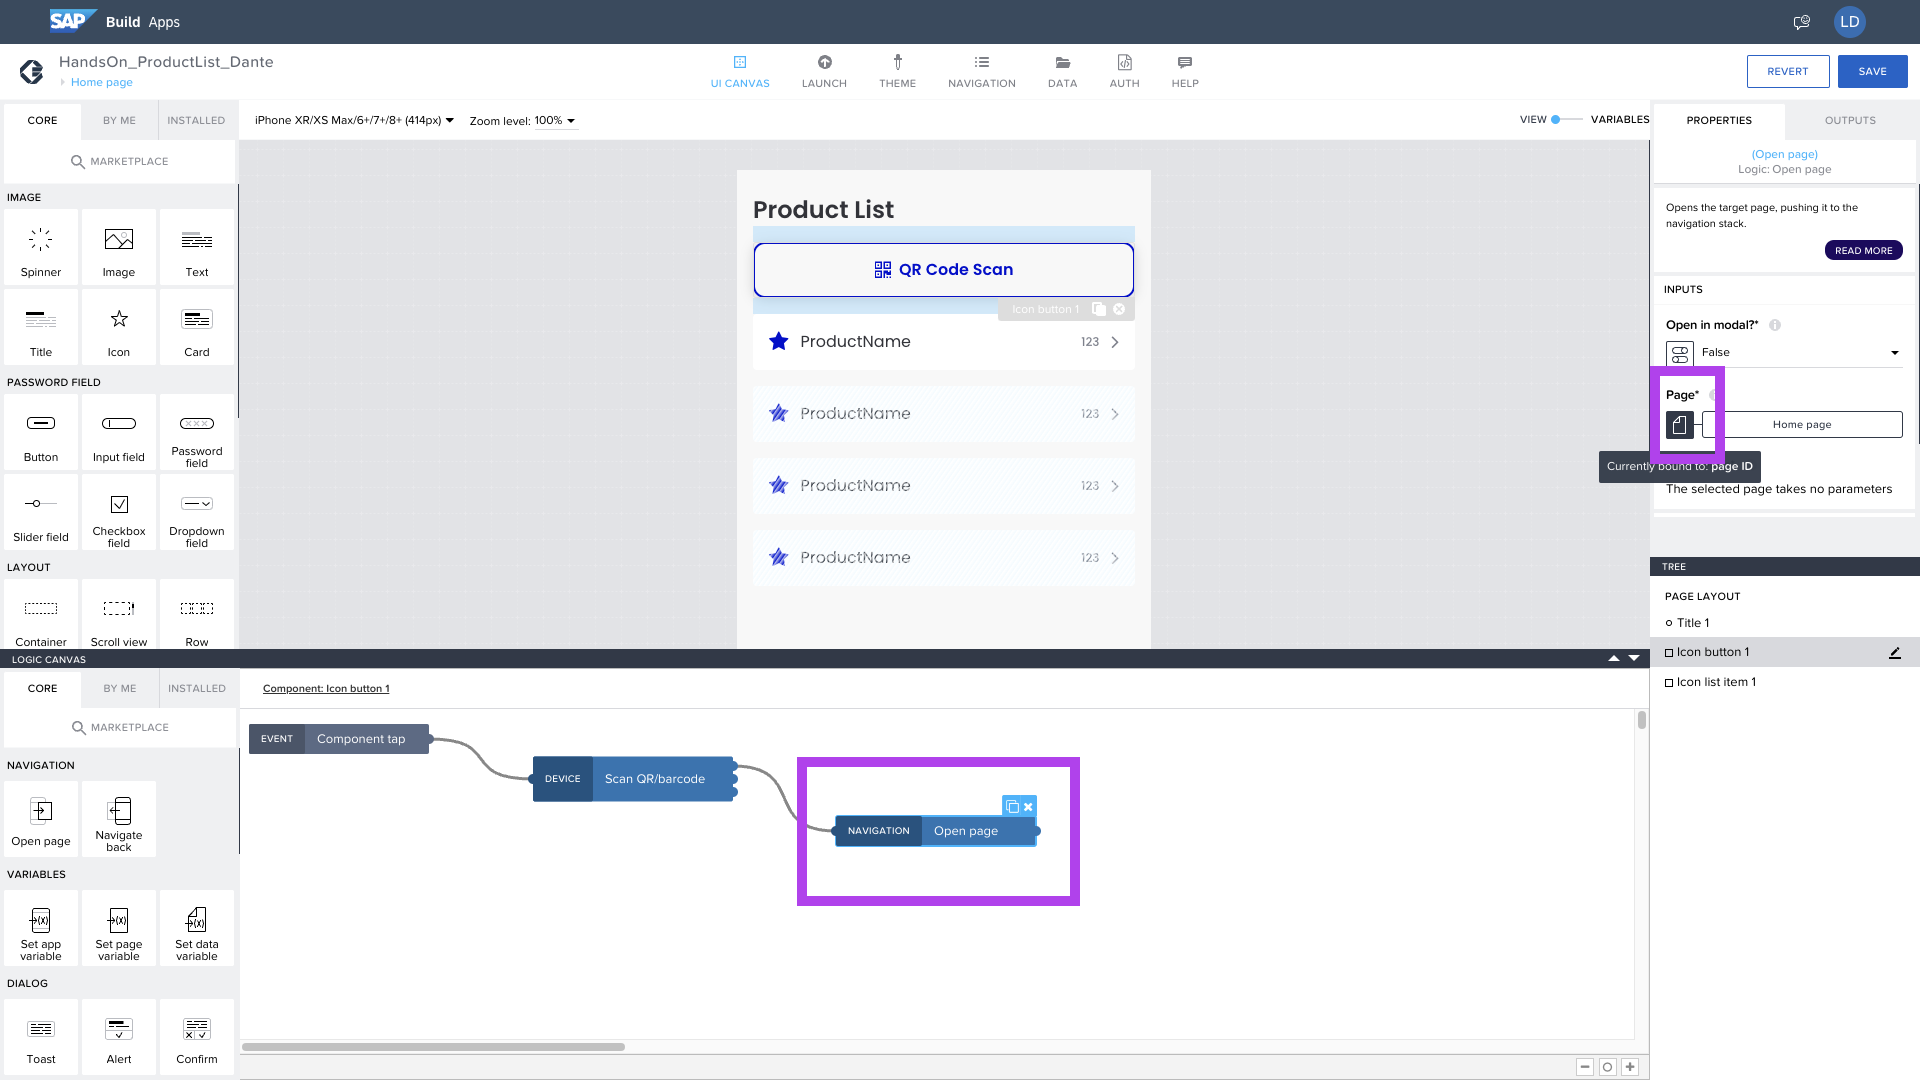 SAP Build Apps
LD
HandsOn_ProductList_Dante
Home page
UI CANVAS
LAUNCH
THEME
NAVIGATION
DATA
AUTH
HELP
REVERT
SAVE
CORE
BY ME
INSTALLED
MARKETPLACE
IMAGE
Spinner
Image
Text
Title
Icon
Card
PASSWORD FIELD
Button
Input field
Password
field
Slider field
Checkbox
field
Dropdown
field
LAYOUT
Container
Scroll view
Row
iPhone XR/XS Max/6+/7+/8+ (414px)
Zoom level: 100%
VIEW
VARIABLES
Product List
QR Code Scan
Icon button 1
ProductName 123
ProductName 123
ProductName 123
ProductName 123
PROPERTIES
OUTPUTS
(Open page)
Logic: Open page
Opens the target page, pushing it to the
navigation stack.
READ MORE
INPUTS
Open in modal?*
False
Page*
Home page
Currently bound to: page ID
The selected page takes no parameters
TREE
PAGE LAYOUT
Title 1
Icon button 1
Icon list item 1
LOGIC CANVAS
CORE
BY ME
INSTALLED
MARKETPLACE
NAVIGATION
Open page
Navigate
back
VARIABLES
Set app
variable
Set page
variable
Set data
variable
DIALOG
Toast
Alert
Confirm
Component: Icon button 1
EVENT Component tap
DEVICE Scan QR/barcode
NAVIGATION Open page